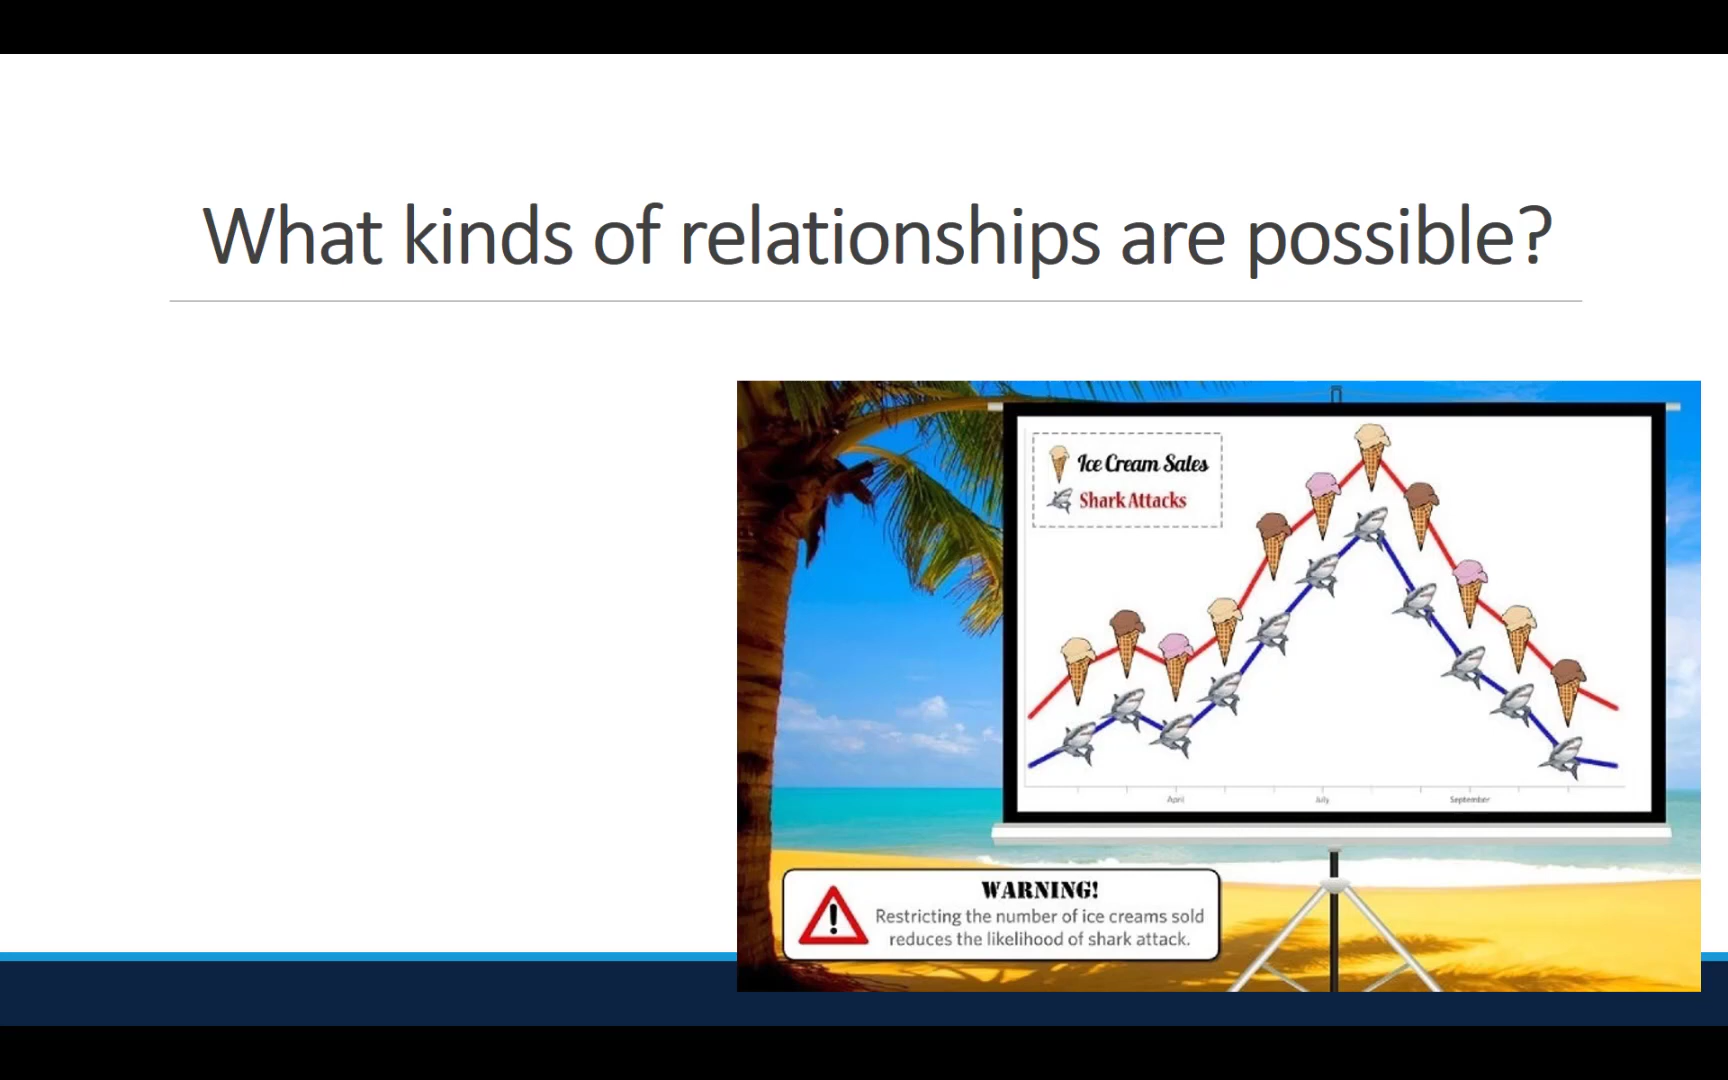 What kinds of relationships are possible?
Ice Cream Sales
Shark Attacks
April
July
September
WARNING!
Restricting the number of ice creams sold
reduces the likelihood of shark attack.